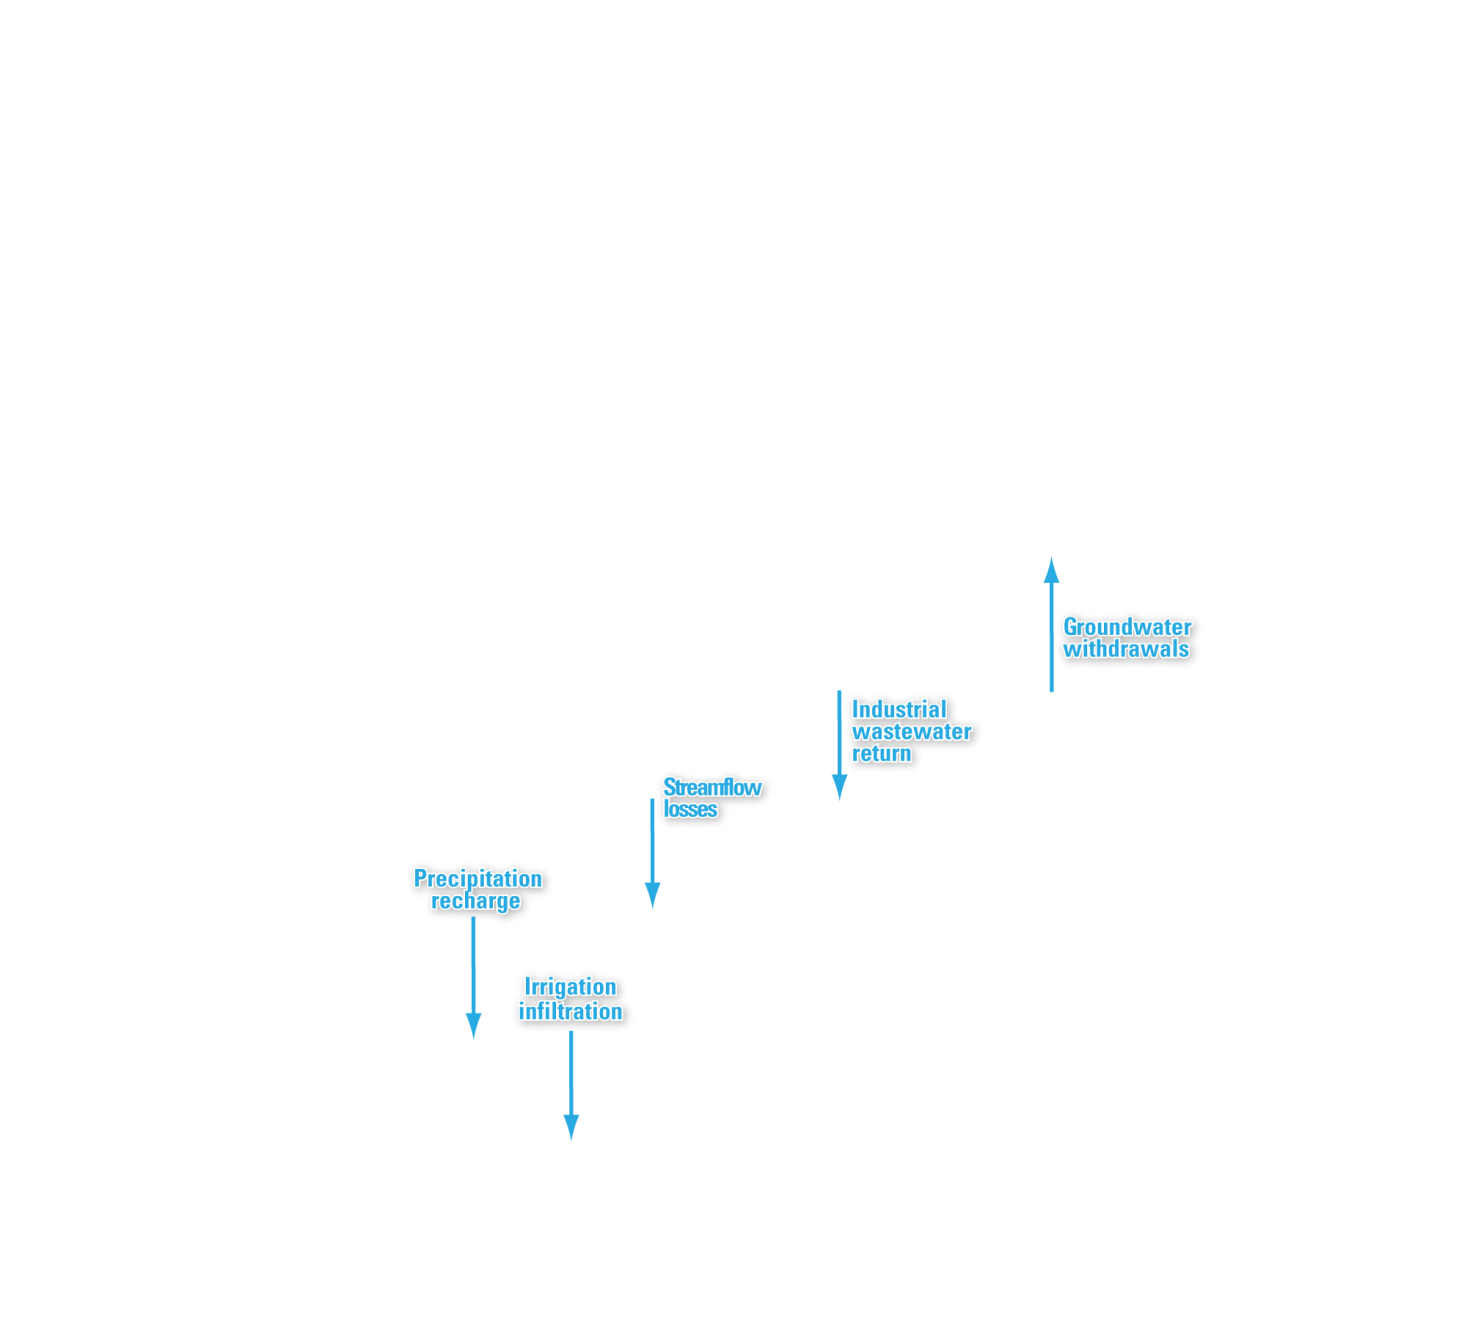 Groundwater
withdrawals
Industrial
wastewater
return
Streamflow
losses
Precipitation
recharge
Irrigation
infiltration